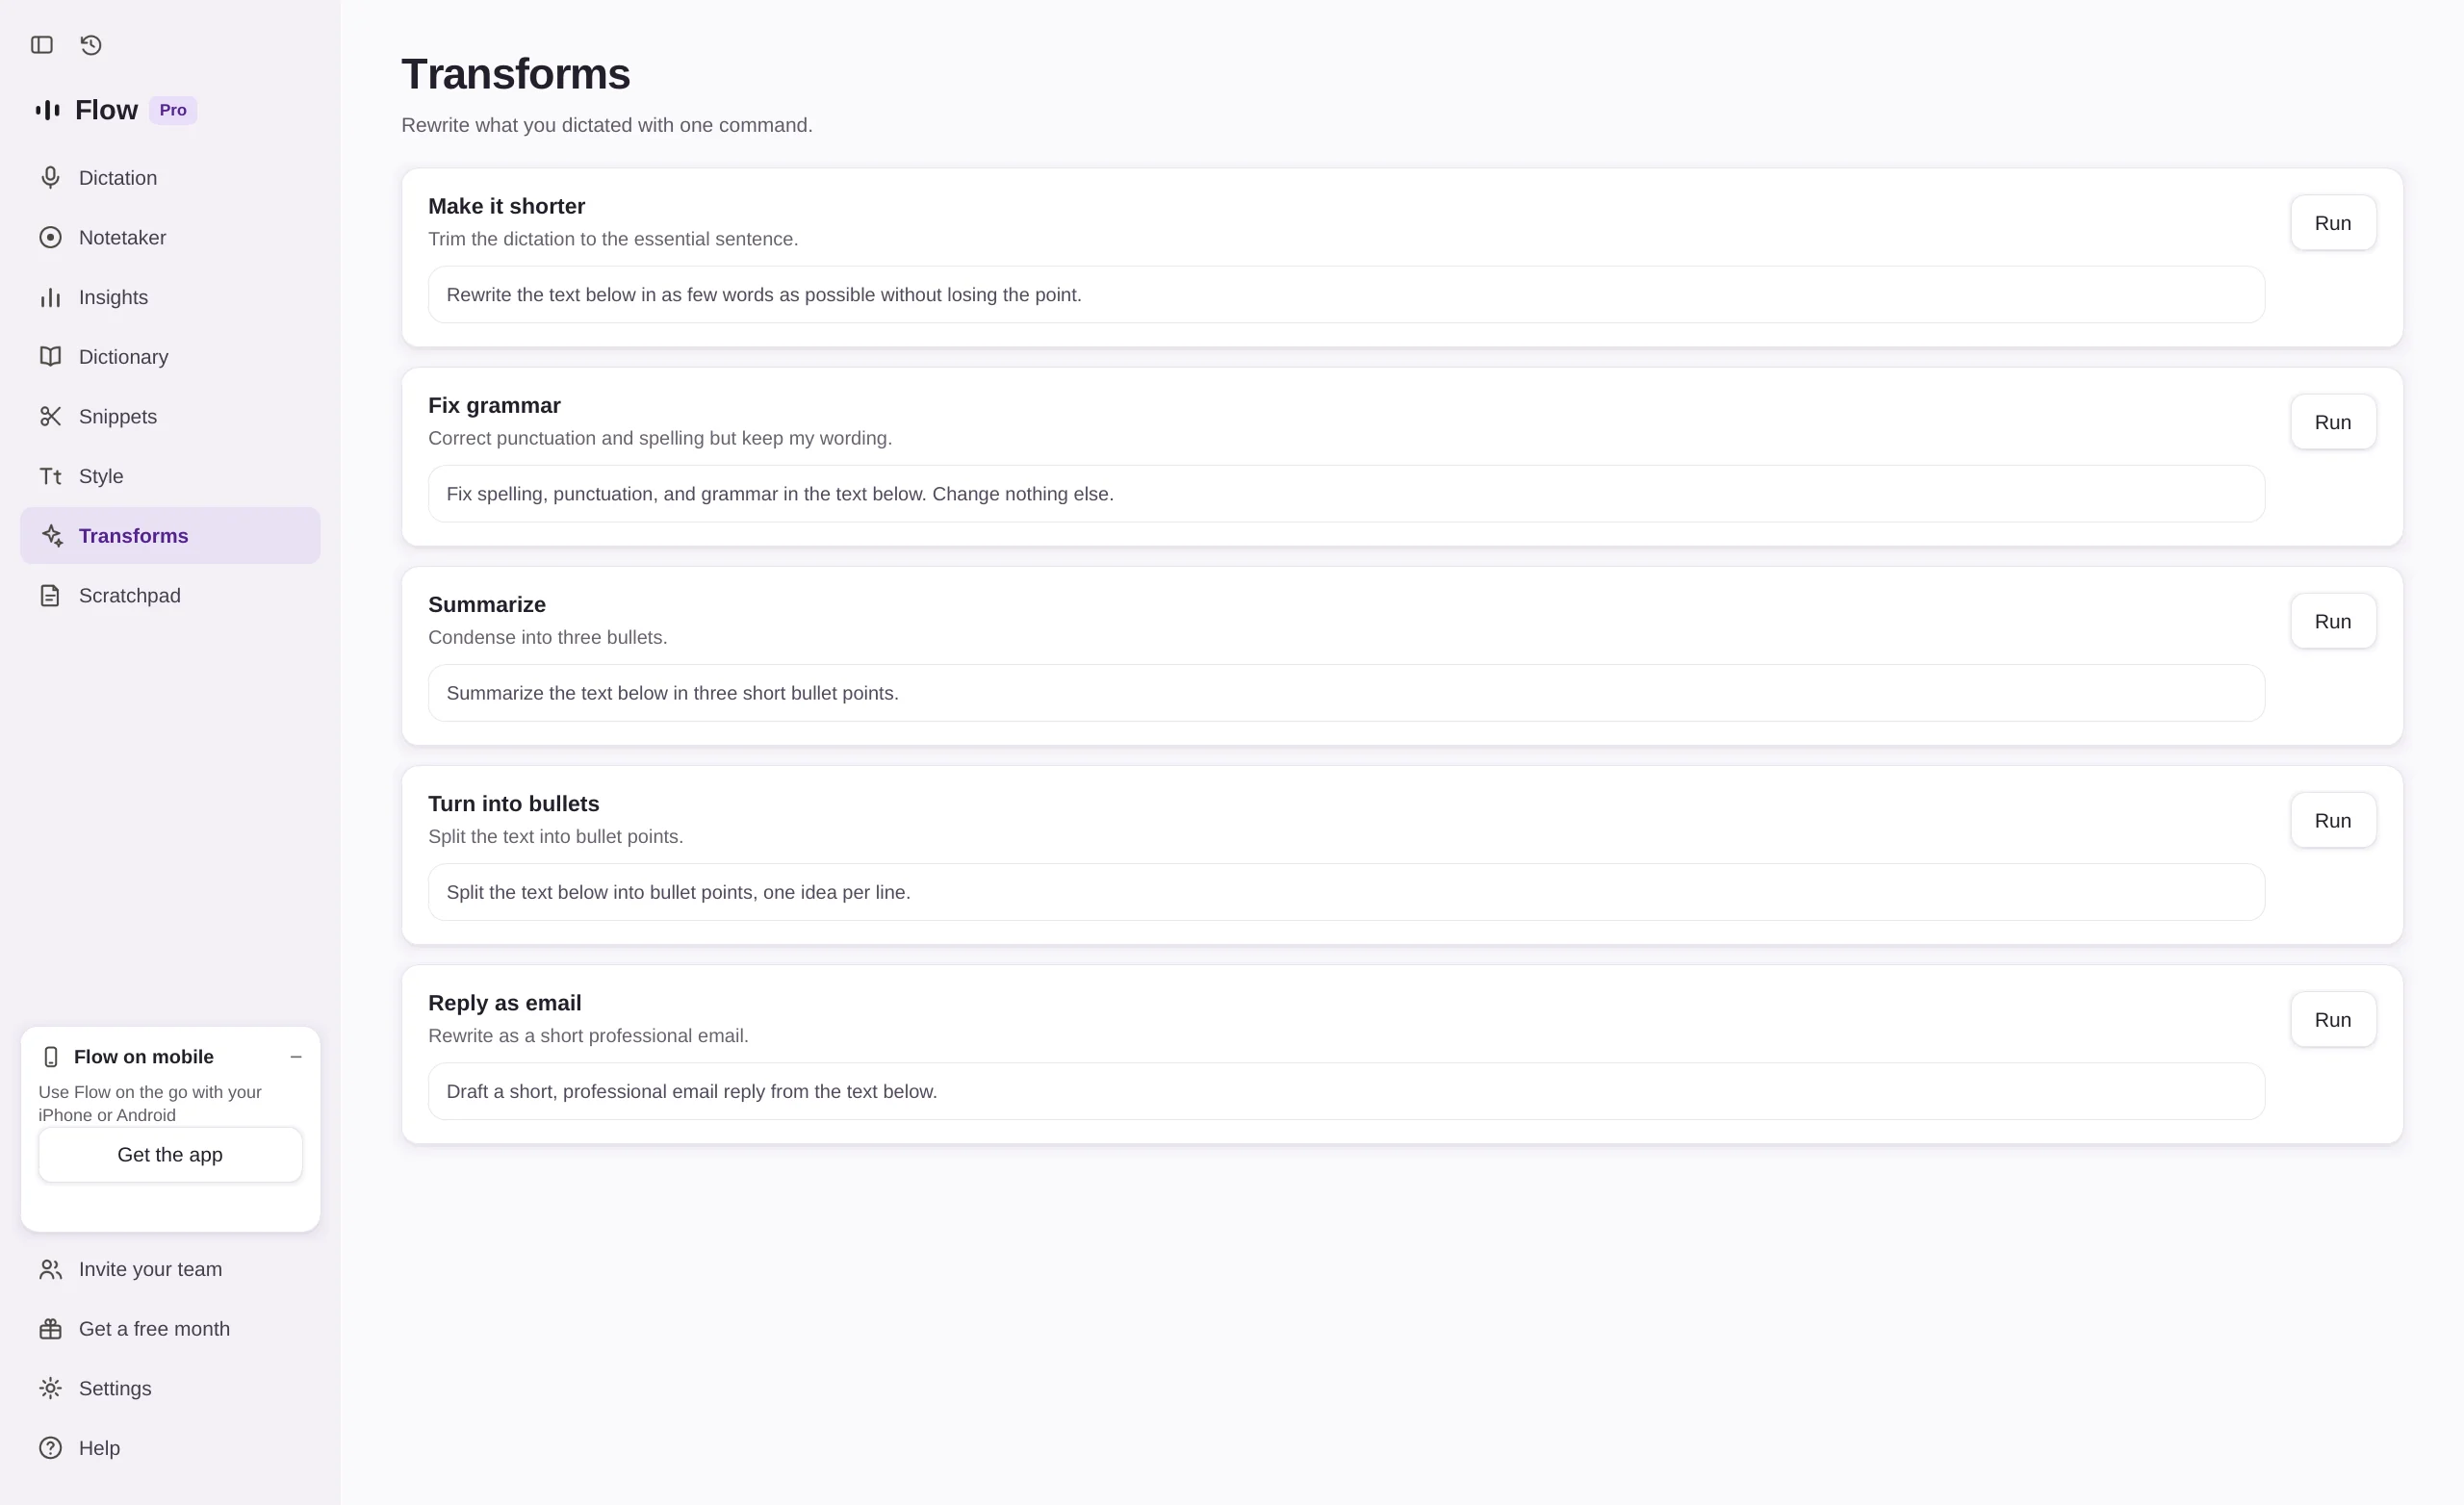 Flow Pro
Dictation
Notetaker
Insights
Dictionary
Snippets
Style
Transforms
Scratchpad
Flow on mobile
Use Flow on the go with your
iPhone or Android
Get the app
Invite your team
Get a free month
Settings
Help
Transforms
Rewrite what you dictated with one command.
Make it shorter
Trim the dictation to the essential sentence.
Rewrite the text below in as few words as possible without losing the point.
Run
Fix grammar
Correct punctuation and spelling but keep my wording.
Fix spelling, punctuation, and grammar in the text below. Change nothing else.
Run
Summarize
Condense into three bullets.
Summarize the text below in three short bullet points.
Run
Turn into bullets
Split the text into bullet points.
Split the text below into bullet points, one idea per line.
Run
Reply as email
Rewrite as a short professional email.
Draft a short, professional email reply from the text below.
Run